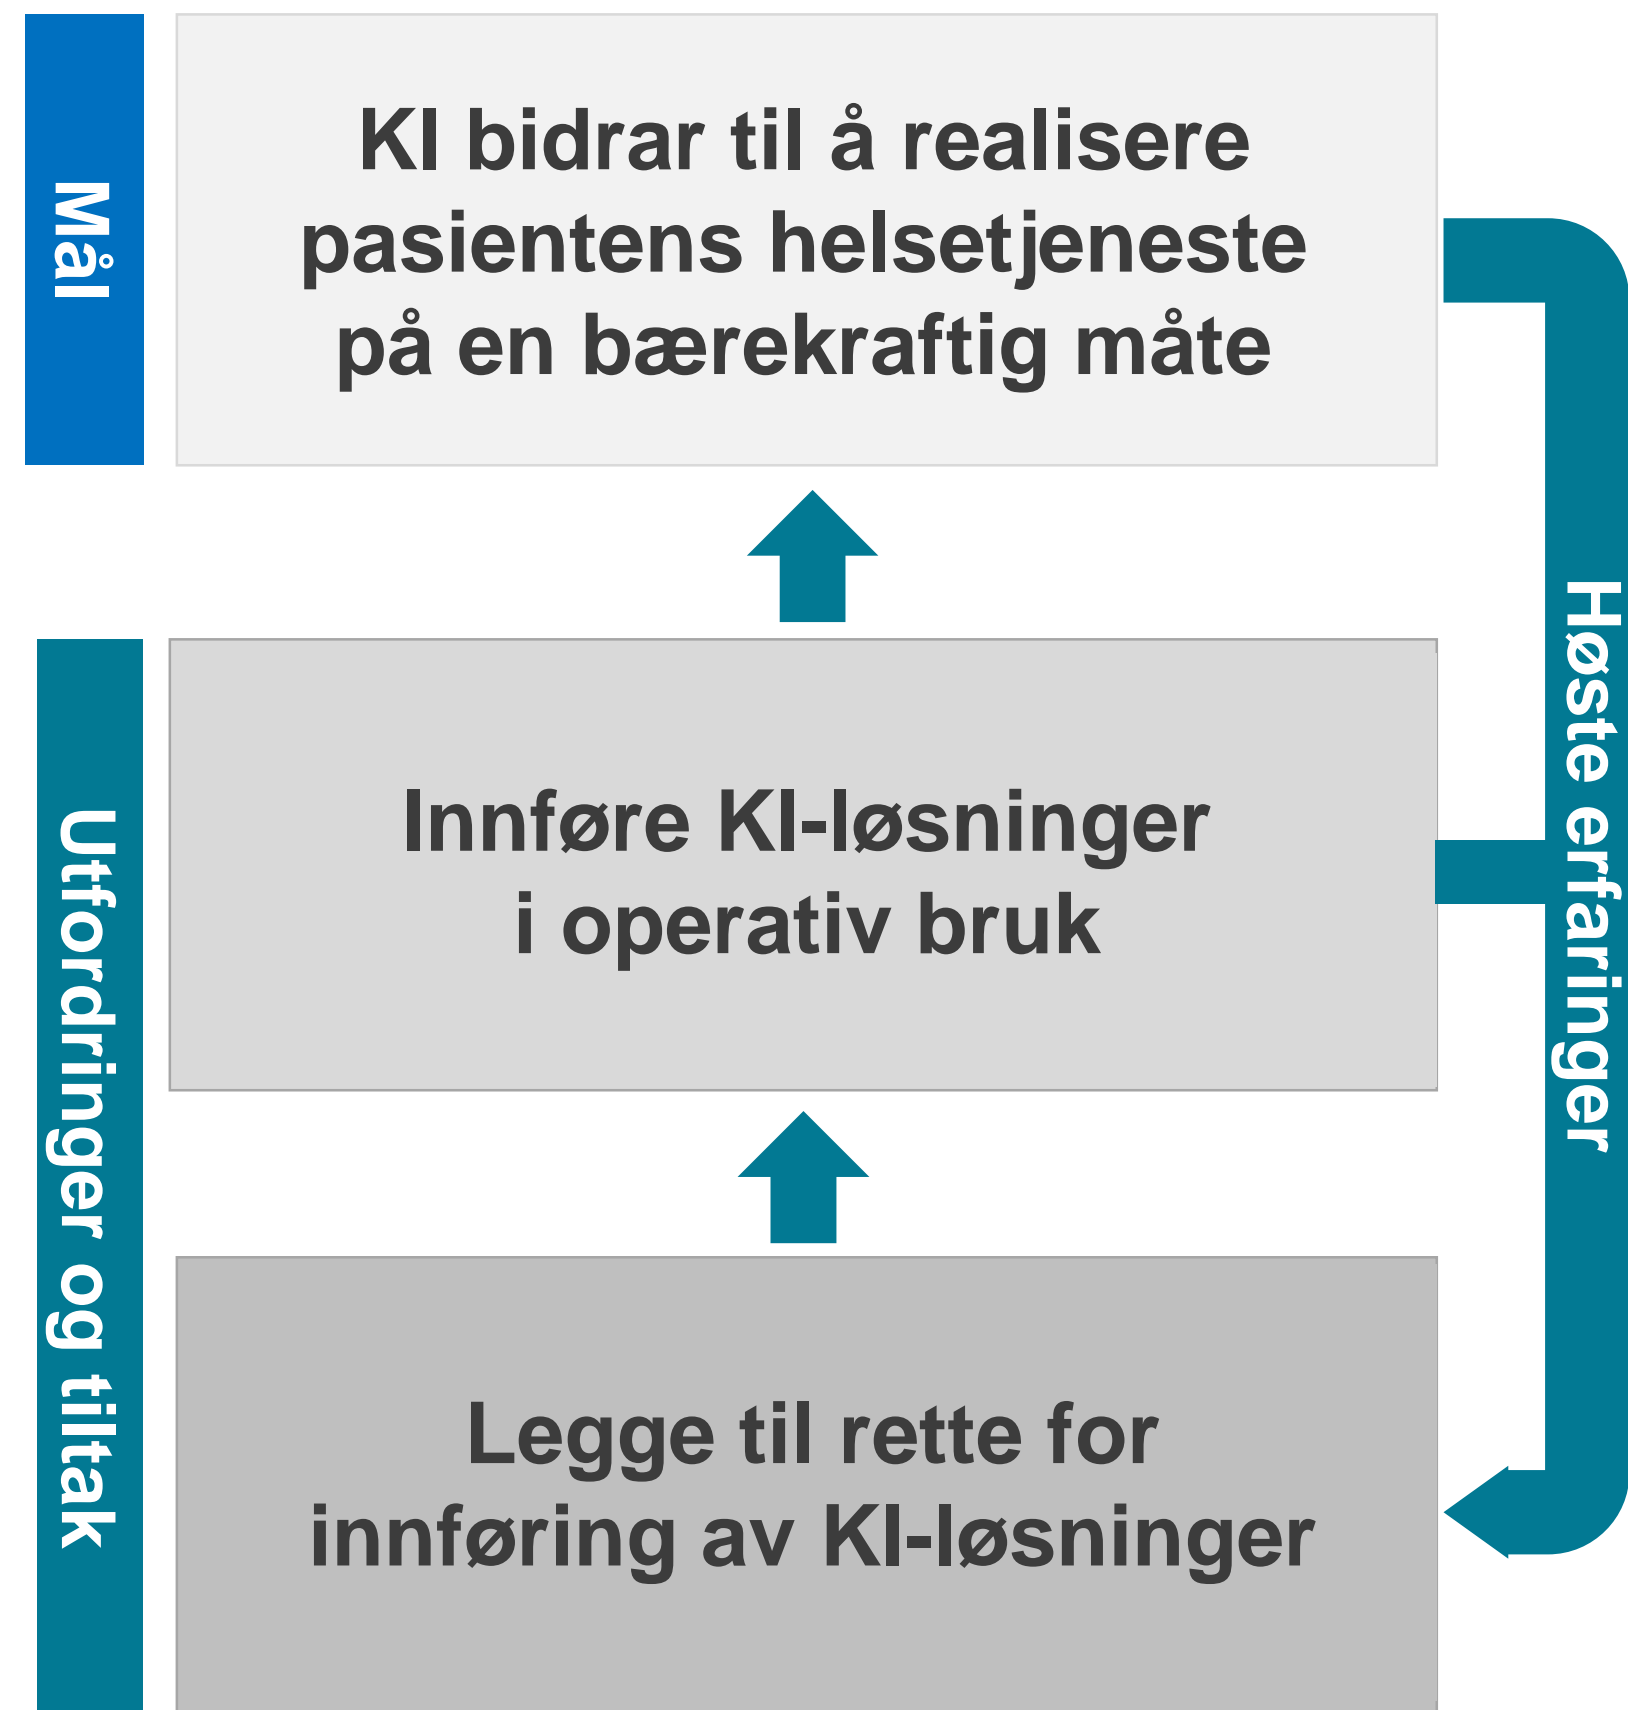 Mål
KI bidrar til å realisere
pasientens helsetjeneste
på en bærekraftig måte
Utfordringer og tiltak
Innføre KI-løsninger
i operativ bruk
Legge til rette for
innføring av KI-løsninger
Høste erfaringer